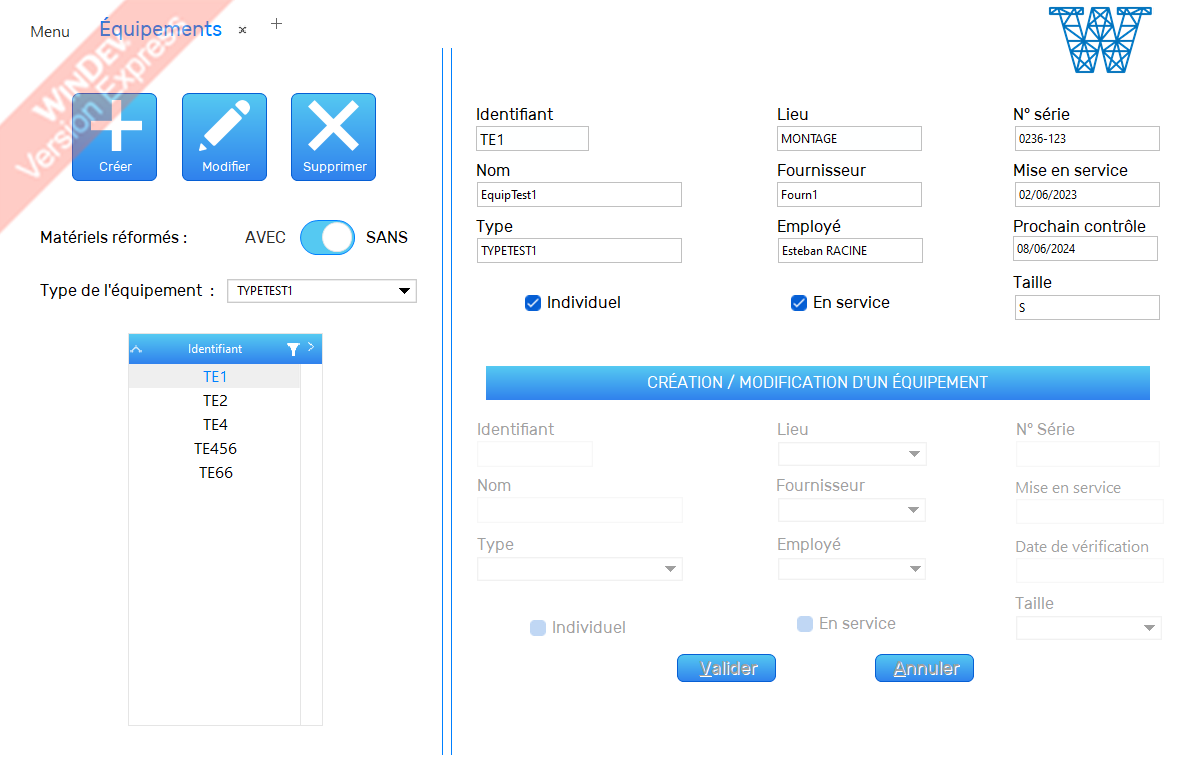 Menu
Équipements
WINDEV
Version Express
Créer
Modifier
Supprimer
Matériels réformés :
AVEC
SANS
Type de l'équipement :
TYPETEST1
Identifiant
TE1
TE2
TE4
TE456
TE66
Identifiant
Lieu
N° série
TE1
MONTAGE
0236-123
Nom
Fournisseur
Mise en service
EquipTest1
Fourn1
02/06/2023
Type
Employé
Prochain contrôle
TYPETEST1
Esteban RACINE
08/06/2024
Individuel
En service
Taille
S
CRÉATION / MODIFICATION D'UN ÉQUIPEMENT
Identifiant
Lieu
N° Série
Nom
Fournisseur
Mise en service
Type
Employé
Date de vérification
Individuel
En service
Taille
Valider
Annuler